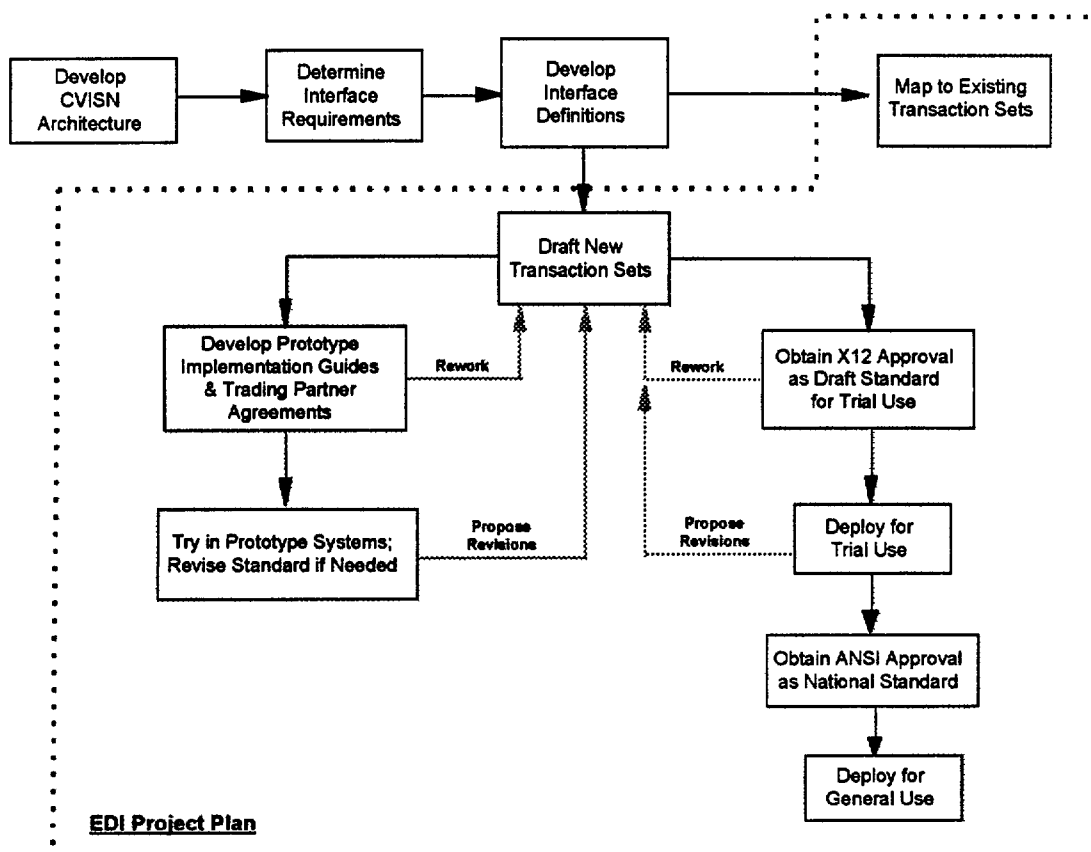 Develop
CVISN
Architecture
Determine
Interface
Requirements
Develop
Interface
Definitions
Map to Existing
Transaction Sets
Draft New
Transaction Sets
Develop Prototype
Implementation Guides
& Trading Partner
Agreements
Rework
Rework
Obtain X12 Approval
as Draft Standard
for Trial Use
Try in Prototype Systems;
Revise Standard if Needed
Propose
Revisions
Propose
Revisions
Deploy for
Trial Use
Obtain ANSI Approval
as National Standard
Deploy for
General Use
EDI Project Plan